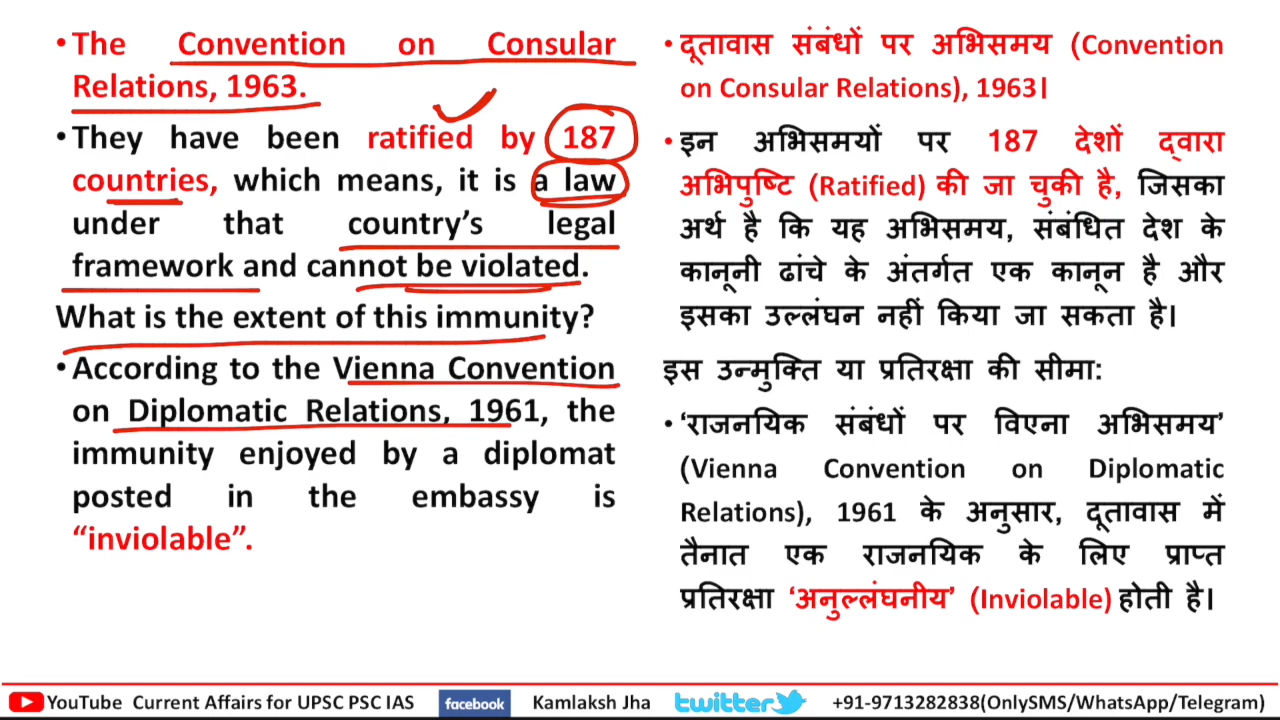 • The Convention on Consular
Relations, 1963.
• They have been ratified by 187
countries, which means, it is a law
under that country’s legal
framework and cannot be violated.
What is the extent of this immunity?
• According to the Vienna Convention
on Diplomatic Relations, 1961, the
immunity enjoyed by a diplomat
posted in the embassy is
“inviolable”.
• दूतावास संबंधों पर अभिसमय (Convention
on Consular Relations), 1963।
• इन अभिसमयों पर 187 देशों द्वारा
अभिपुष्टि (Ratified) की जा चुकी है, जिसका
अर्थ है कि यह अभिसमय, संबंधित देश के
कानूनी ढांचे के अंतर्गत एक कानून है और
इसका उल्लंघन नहीं किया जा सकता है।
इस उन्मुक्ति या प्रतिरक्षा की सीमा:
• ‘राजनयिक संबंधों पर विएना अभिसमय’
(Vienna Convention on Diplomatic
Relations), 1961 के अनुसार, दूतावास में
तैनात एक राजनयिक के लिए प्राप्त
प्रतिरक्षा ‘अनुल्लंघनीय’ (Inviolable) होती है।
YouTube Current Affairs for UPSC PSC IAS facebook Kamlaksh Jha twitter +91-9713282838(OnlySMS/WhatsApp/Telegram)